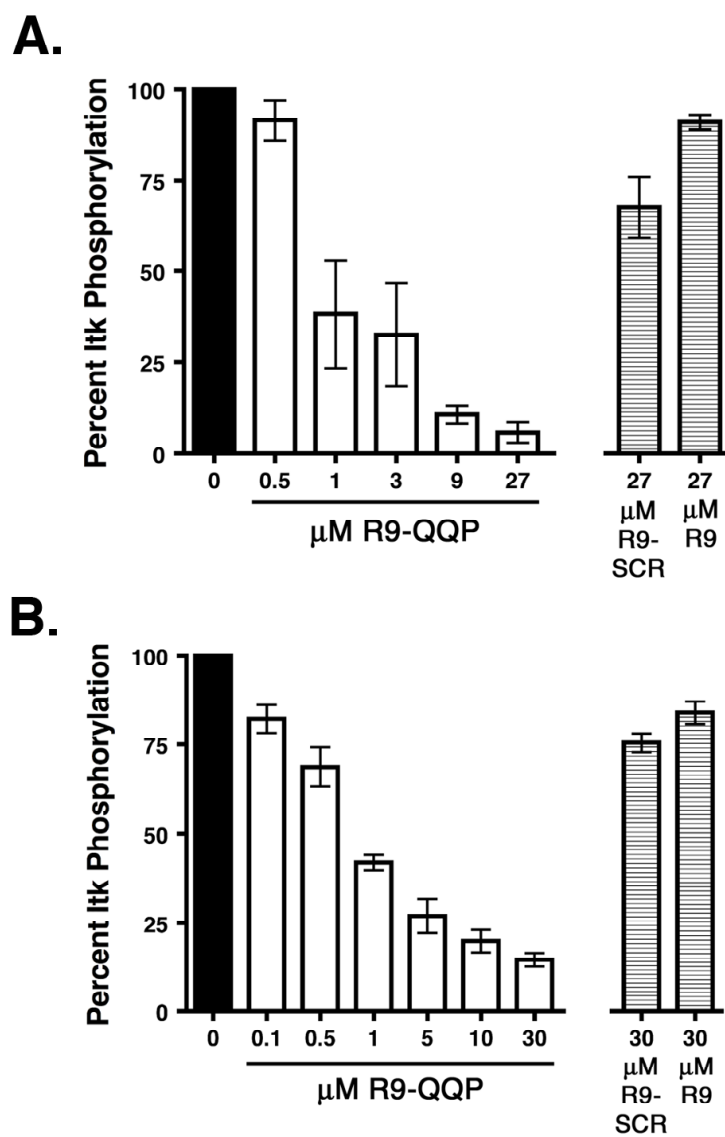 A.
Percent Itk Phosphorylation
100
75
50
25
0
0 0.5 1 3 9 27
μM R9-QQP
27 27
μM μM
R9- R9
SCR
B.
Percent Itk Phosphorylation
100
75
50
25
0
0 0.1 0.5 1 5 10 30
μM R9-QQP
30 30
μM μM
R9- R9
SCR